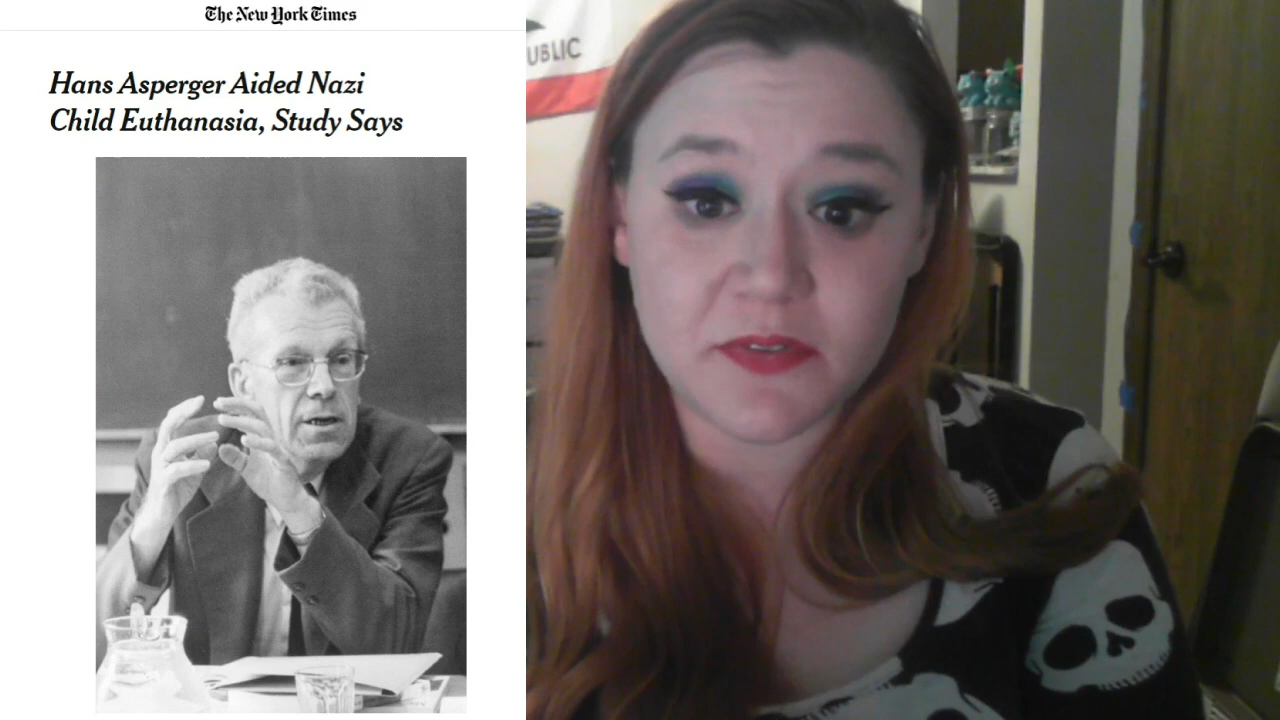 The New York Times
Hans Asperger Aided Nazi
Child Euthanasia, Study Says
UBLIC